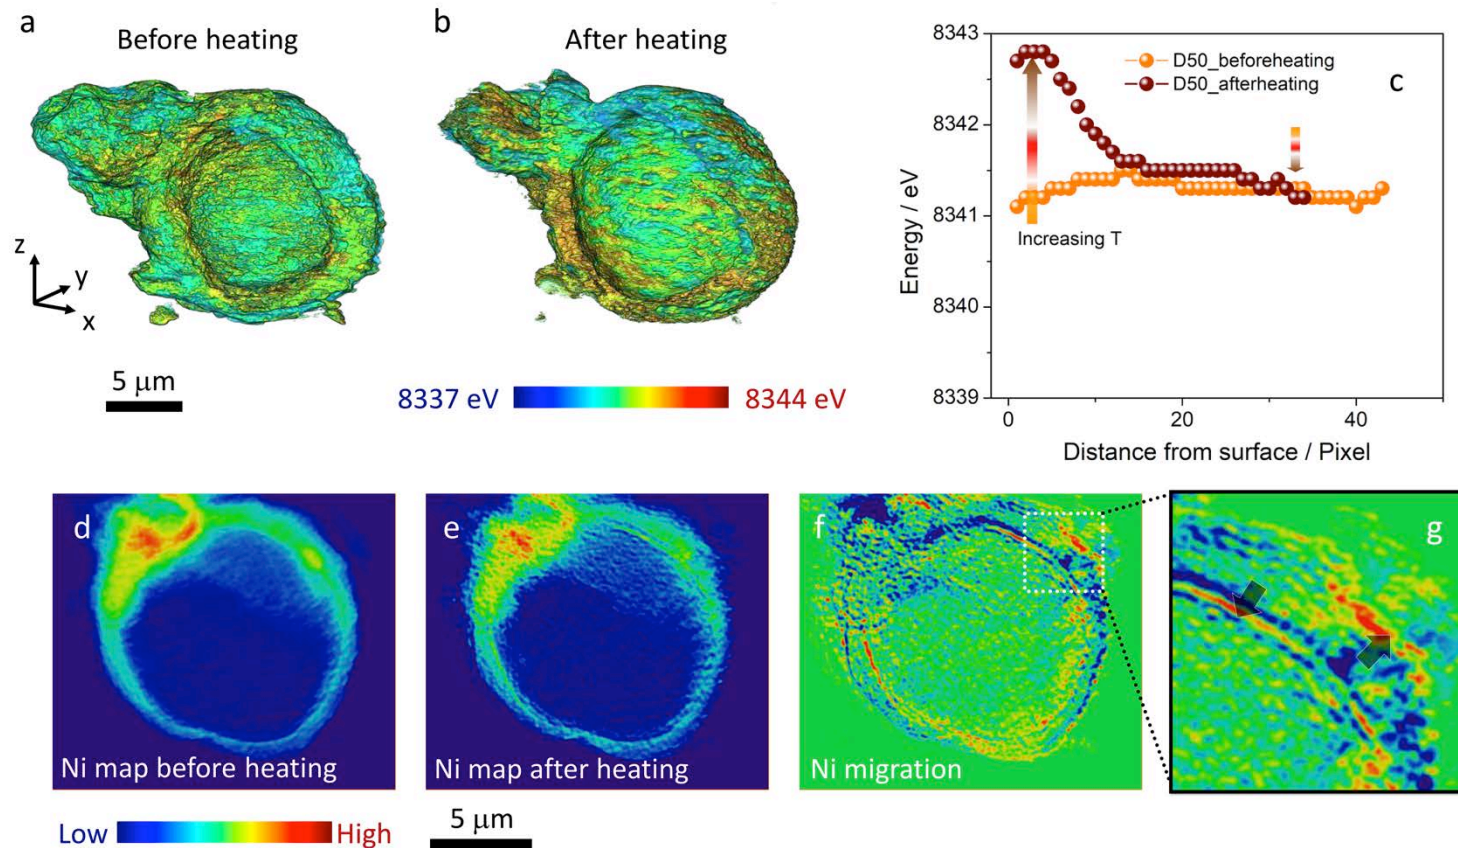 a
Before heating
b
After heating
z
y
x
5 μm
8337 eV
8344 eV
c
D50_beforeheating
D50_afterheating
Increasing T
Energy / eV
8343
8342
8341
8340
8339
0
20
40
Distance from surface / Pixel
d
Ni map before heating
e
Ni map after heating
f
Ni migration
g
Low
High
5 μm